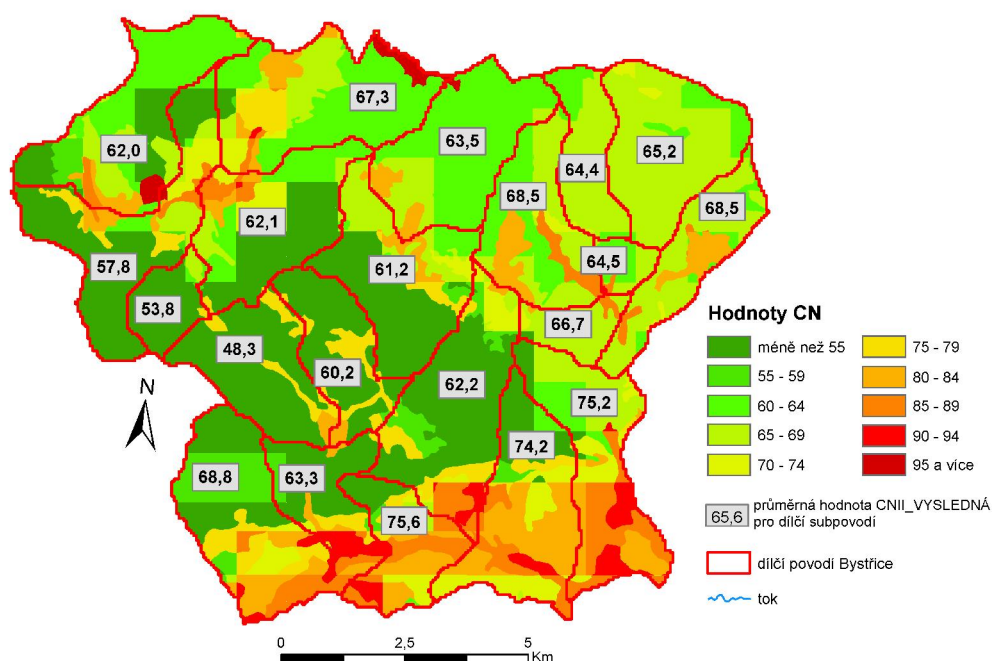 67,3
63,5
62,0
64,4
65,2
68,5
68,5
62,1
57,8
61,2
64,5
53,8
66,7
48,3
60,2
62,2
75,2
74,2
68,8
63,3
75,6
N
Hodnoty CN
méně než 55
55 - 59
60 - 64
65 - 69
70 - 74
75 - 79
80 - 84
85 - 89
90 - 94
95 a více
65,6
průměrná hodnota CNII_VYSLEDNÁ
pro dílčí subpovodí
dílčí povodí Bystřice
tok
0 2,5 5
Km